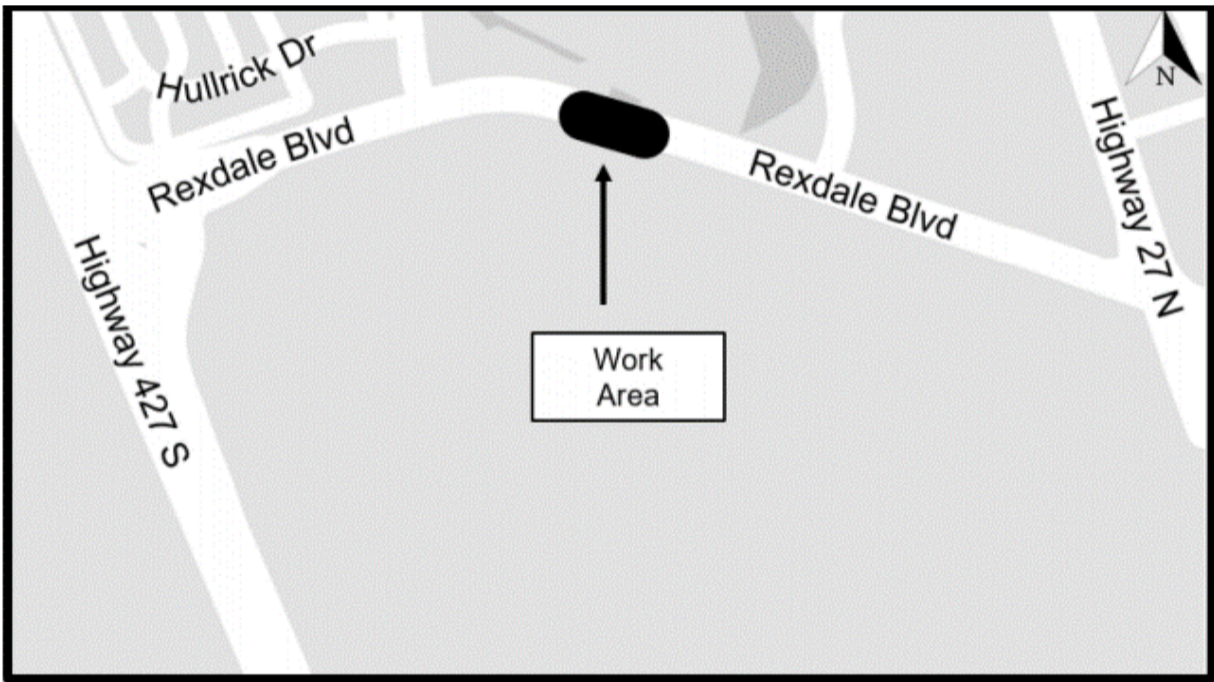 Hullrick Dr
N
Rexdale Blvd
Rexdale Blvd
Highway 27 N
Highway 427 S
Work
Area